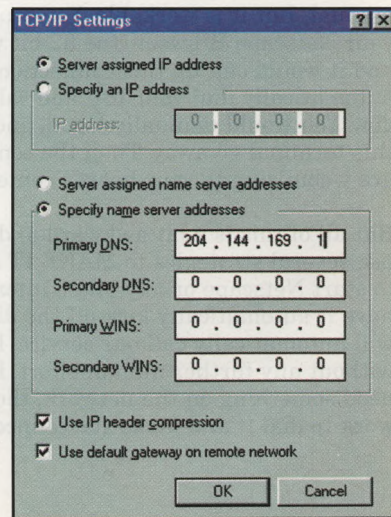 TCP/IP Settings
Server assigned IP address
Specify an IP address
IP address: 0 . 0 . 0 . 0
Server assigned name server addresses
Specify name server addresses
Primary DNS: 204 . 144 . 169 . 1
Secondary DNS: 0 . 0 . 0 . 0
Primary WINS: 0 . 0 . 0 . 0
Secondary WINS: 0 . 0 . 0 . 0
Use IP header compression
Use default gateway on remote network
OK Cancel